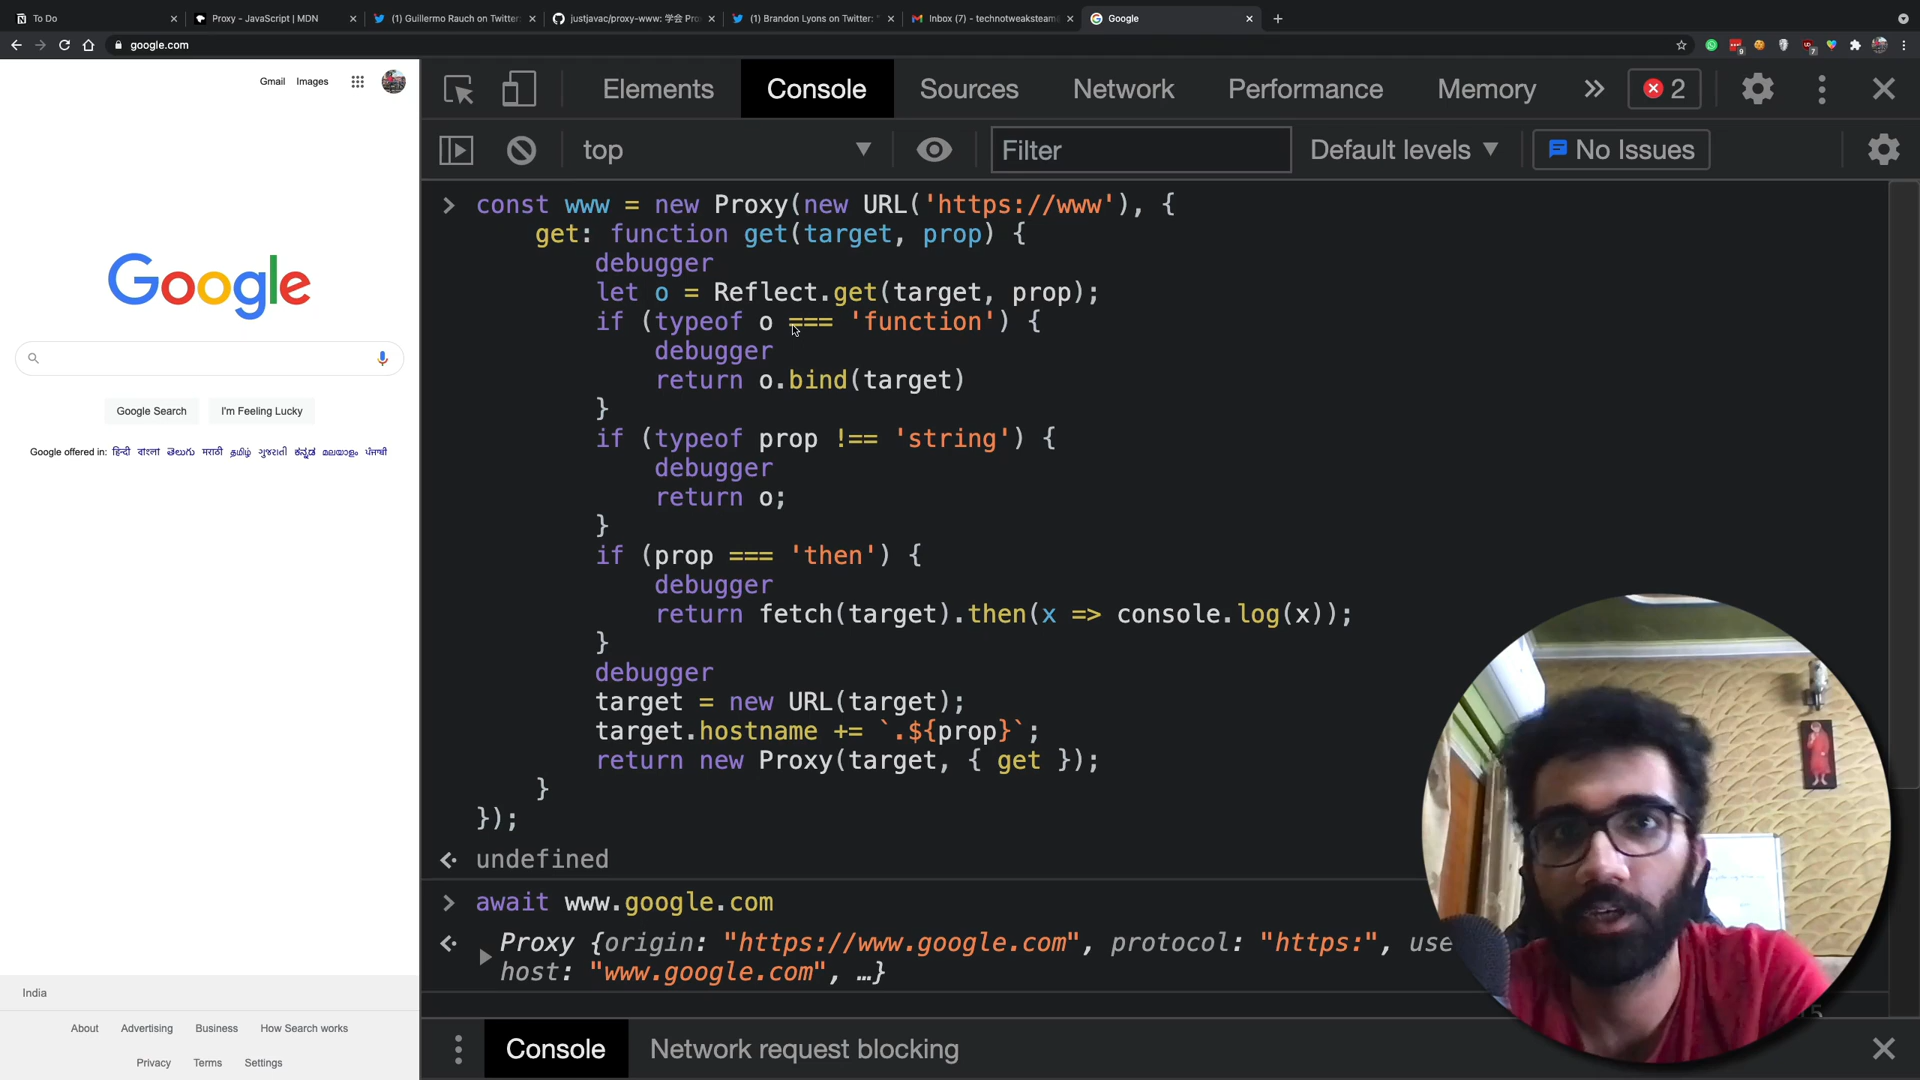 To Do
Proxy - JavaScript | MDN
(1) Guillermo Rauch on Twitter:
justjavac/proxy-www: 学会 Pro
(1) Brandon Lyons on Twitter: "
Inbox (7) - technotweaksteam@
Google
google.com
Gmail Images
Google
Google Search I'm Feeling Lucky
Google offered in: हिन्दी বাংলা తెలుగు मराठी தமிழ் ગુજરાતી ಕನ್ನಡ മലയാളം ਪੰਜਾਬੀ
India
About Advertising Business How Search works
Privacy Terms Settings
Elements Console Sources Network Performance Memory 2
top Filter Default levels No Issues
const www = new Proxy(new URL('https://www'), {
get: function get(target, prop) {
debugger
let o = Reflect.get(target, prop);
if (typeof o === 'function') {
debugger
return o.bind(target)
}
if (typeof prop !== 'string') {
debugger
return o;
}
if (prop === 'then') {
debugger
return fetch(target).then(x => console.log(x));
}
debugger
target = new URL(target);
target.hostname += `.${prop}`;
return new Proxy(target, { get });
}
});
undefined
await www.google.com
Proxy {origin: "https://www.google.com", protocol: "https:", use
host: "www.google.com", …}
Console Network request blocking